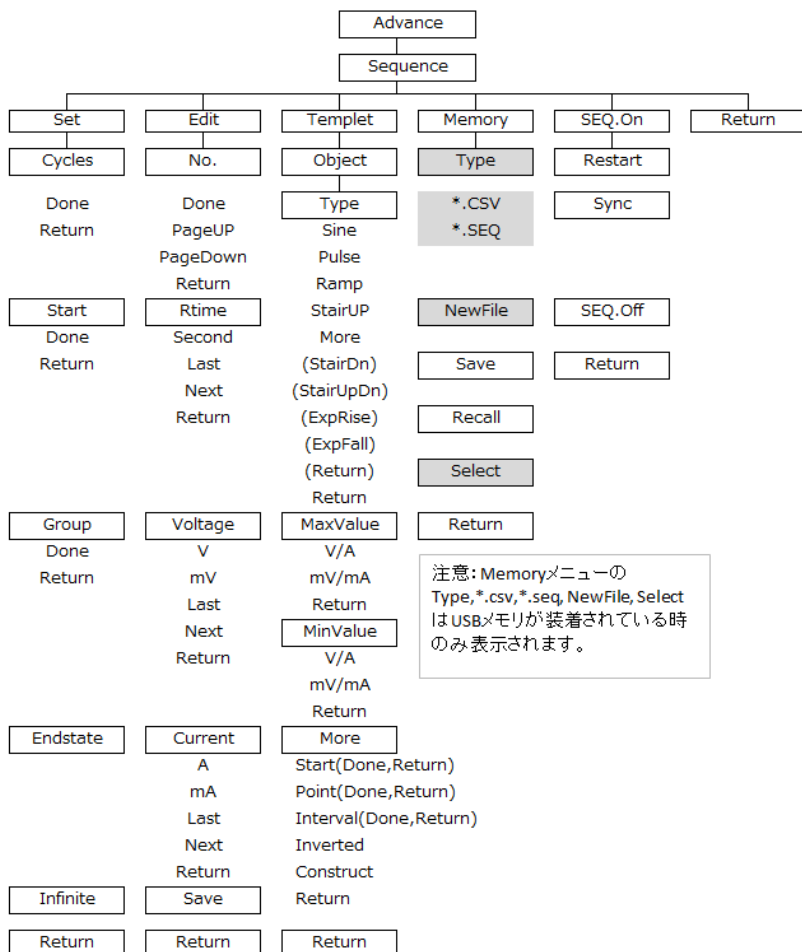 Advance
Sequence
Set Edit Templet Memory SEQ.On Return
Cycles No. Object Type Restart
Done Done Type *.CSV Sync
Return PageUP Sine *.SEQ
PageDown Pulse
Return Ramp
Start Rtime StairUP NewFile SEQ.Off
Done Second More
Return Last (StairDn) Save Return
Next (StairUpDn)
Return (ExpRise) Recall
(ExpFall)
(Return) Select
Return
Group Voltage MaxValue Return
Done V V/A
Return mV mV/mA
Last Return
Next MinValue
Return V/A
mV/mA
Return
注意：Memoryメニューの
Type,*.csv,*.seq, NewFile, Select
はUSBメモリが装着されている時
のみ表示されます。
Endstate Current More
A Start(Done,Return)
mA Point(Done,Return)
Last Interval(Done,Return)
Next Inverted
Return Construct
Infinite Save Return
Return Return Return